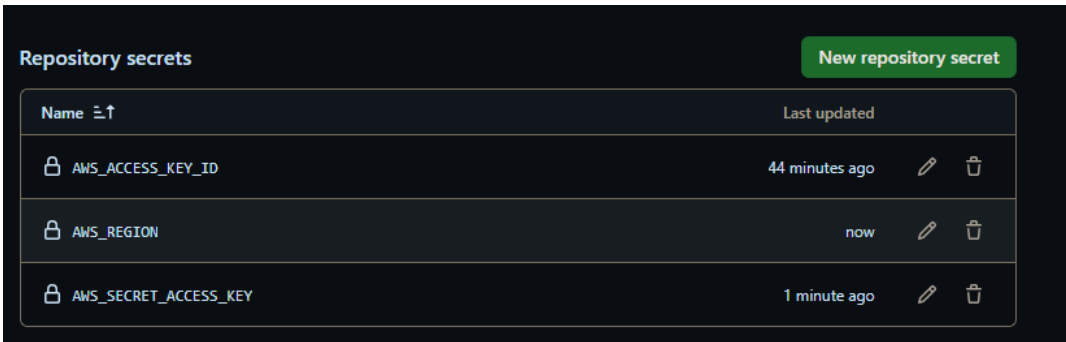 Repository secrets
New repository secret
Name
Last updated
AWS_ACCESS_KEY_ID
44 minutes ago
AWS_REGION
now
AWS_SECRET_ACCESS_KEY
1 minute ago